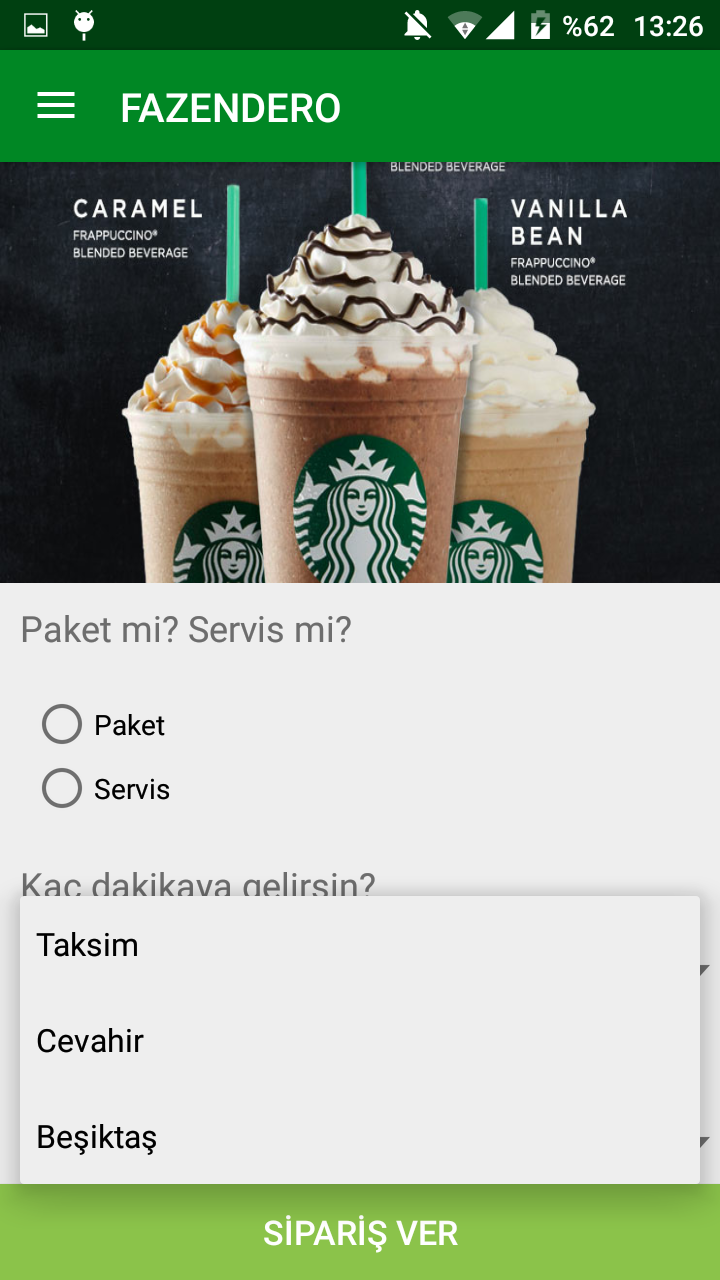 %62 13:26
FAZENDERO
BLENDED BEVERAGE
CARAMEL
FRAPPUCCINO®
BLENDED BEVERAGE
VANILLA
BEAN
FRAPPUCCINO®
BLENDED BEVERAGE
Paket mi? Servis mi?
Paket
Servis
Kaç dakikaya gelirsin?
Taksim
Cevahir
Beşiktaş
SİPARİŞ VER